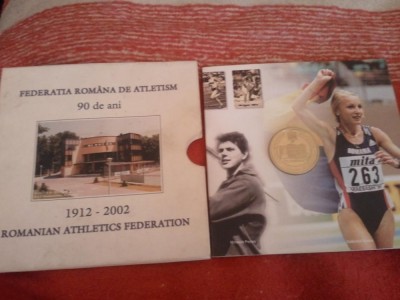 FEDERATIA ROMÂNA DE ATLETISM
90 de ani
1912 - 2002
ROMANIAN ATHLETICS FEDERATION
mita
263